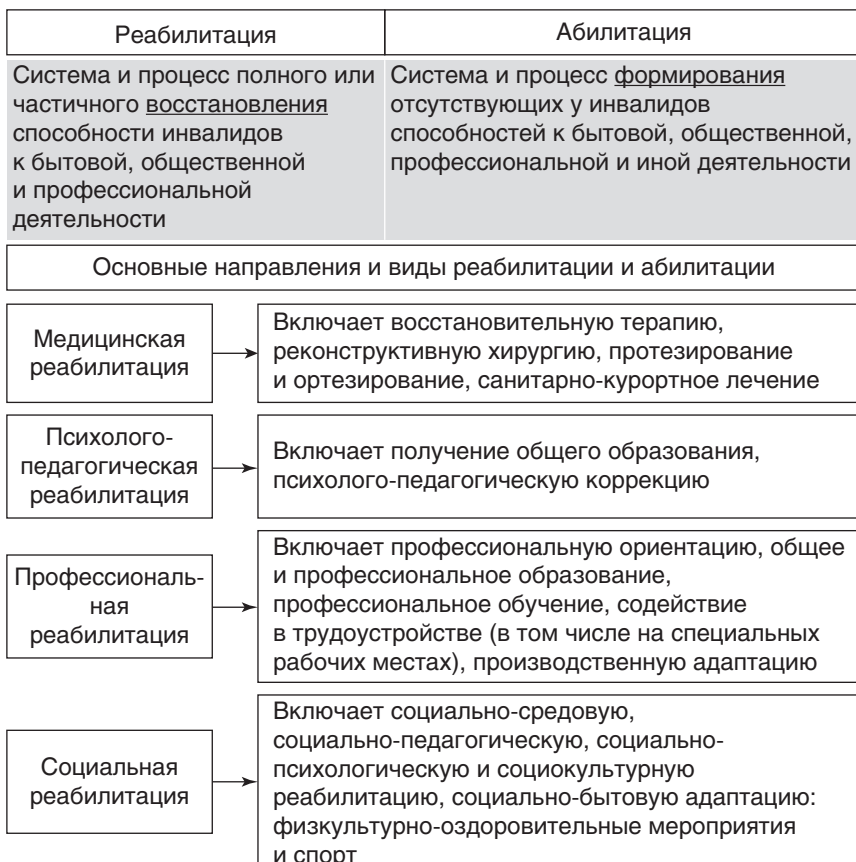 Реабилитация
Абилитация
Система и процесс полного или
частичного восстановления
способности инвалидов
к бытовой, общественной
и профессиональной
деятельности
Система и процесс формирования
отсутствующих у инвалидов
способностей к бытовой, общественной,
профессиональной и иной деятельности
Основные направления и виды реабилитации и абилитации
Медицинская
реабилитация
Включает восстановительную терапию,
реконструктивную хирургию, протезирование
и ортезирование, санитарно-курортное лечение
Психолого-
педагогическая
реабилитация
Включает получение общего образования,
психолого-педагогическую коррекцию
Профессиональ-
ная
реабилитация
Включает профессиональную ориентацию, общее
и профессиональное образование,
профессиональное обучение, содействие
в трудоустройстве (в том числе на специальных
рабочих местах), производственную адаптацию
Социальная
реабилитация
Включает социально-средовую,
социально-педагогическую, социально-
психологическую и социокультурную
реабилитацию, социально-бытовую адаптацию:
физкультурно-оздоровительные мероприятия
и спорт